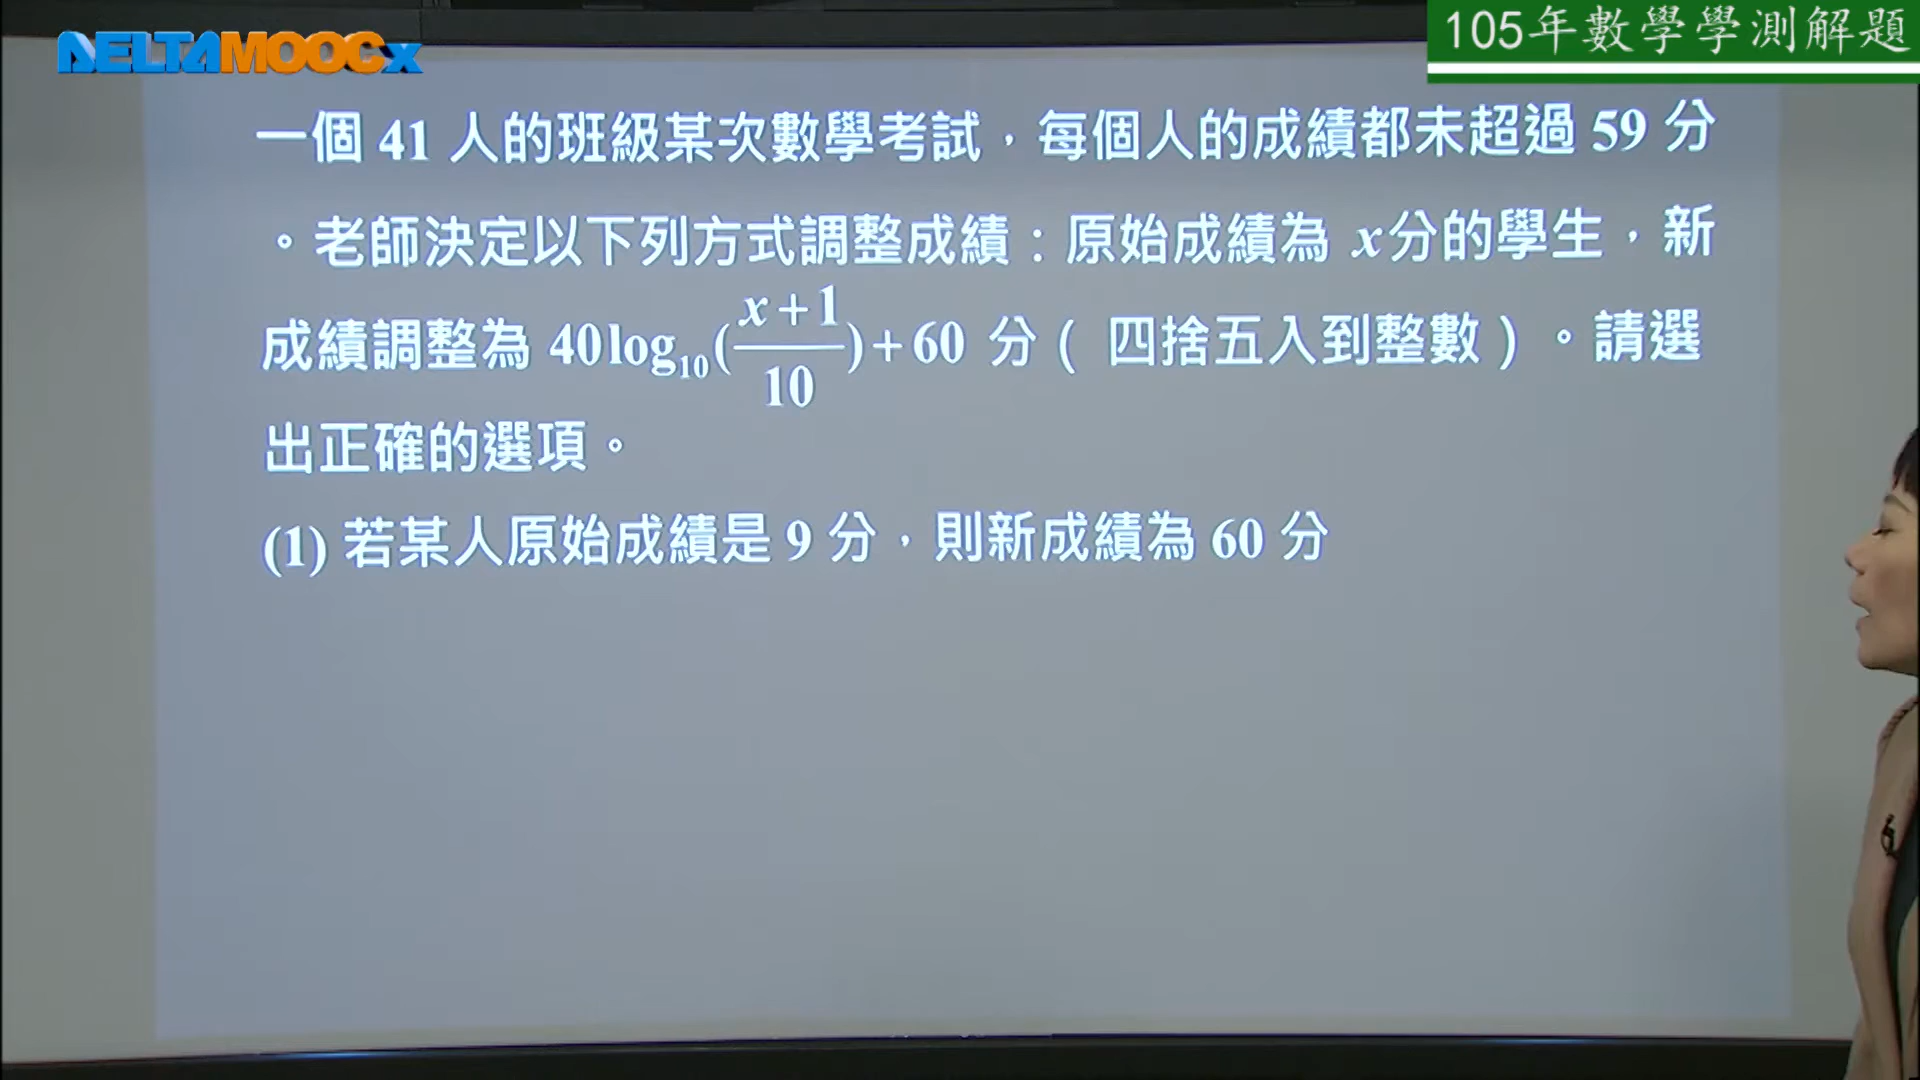 DELTAMOOCx
105年數學學測解題
一個 41 人的班級某次數學考試，每個人的成績都未超過 59 分
。老師決定以下列方式調整成績：原始成績為 x 分的學生，新
成績調整為 40log₁₀((x+1)/10)+60 分（ 四捨五入到整數）。請選
出正確的選項。
(1) 若某人原始成績是 9 分，則新成績為 60 分